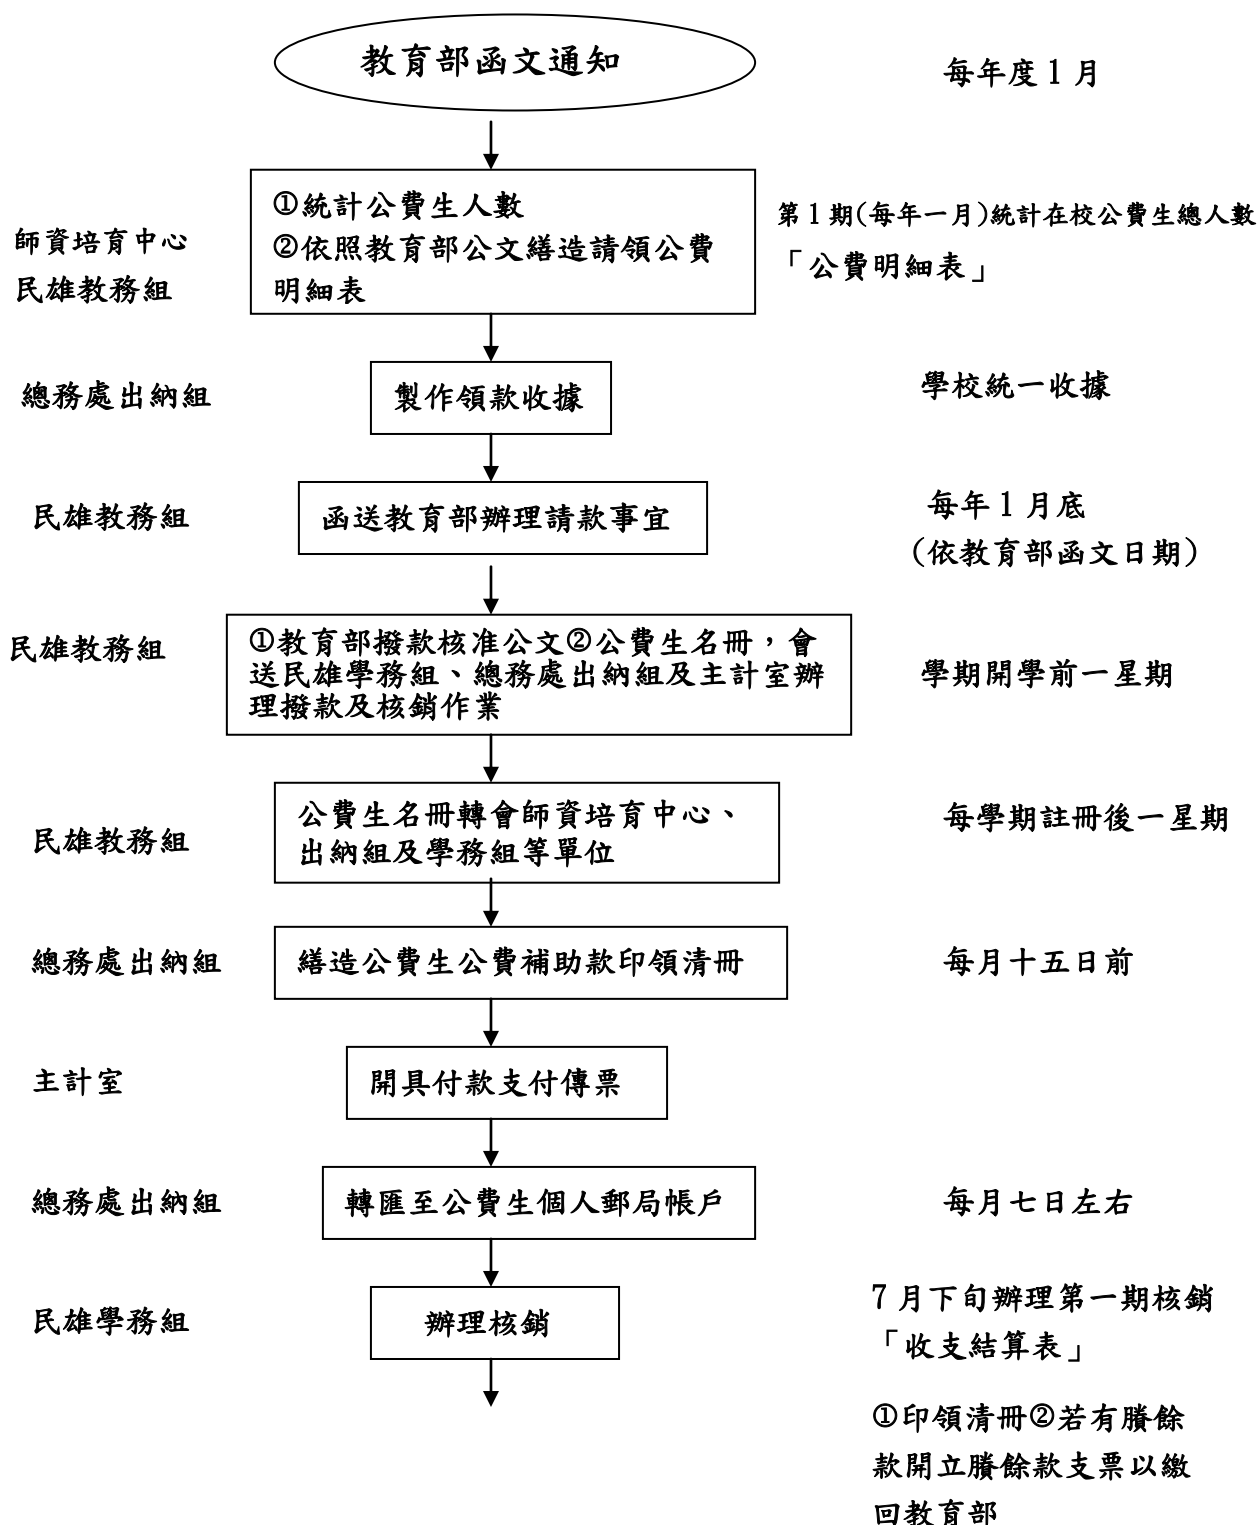 教育部函文通知
每年度1月
師資培育中心
民雄教務組
①統計公費生人數
②依照教育部公文繕造請領公費
明細表
第1期(每年一月)統計在校公費生總人數
「公費明細表」
總務處出納組
製作領款收據
學校統一收據
民雄教務組
函送教育部辦理請款事宜
每年1月底
(依教育部函文日期)
民雄教務組
①教育部撥款核准公文②公費生名冊，會
送民雄學務組、總務處出納組及主計室辦
理撥款及核銷作業
學期開學前一星期
民雄教務組
公費生名冊轉會師資培育中心、
出納組及學務組等單位
每學期註冊後一星期
總務處出納組
繕造公費生公費補助款印領清冊
每月十五日前
主計室
開具付款支付傳票
總務處出納組
轉匯至公費生個人郵局帳戶
每月七日左右
民雄學務組
辦理核銷
7月下旬辦理第一期核銷
「收支結算表」
①印領清冊②若有賸餘
款開立賸餘款支票以繳
回教育部